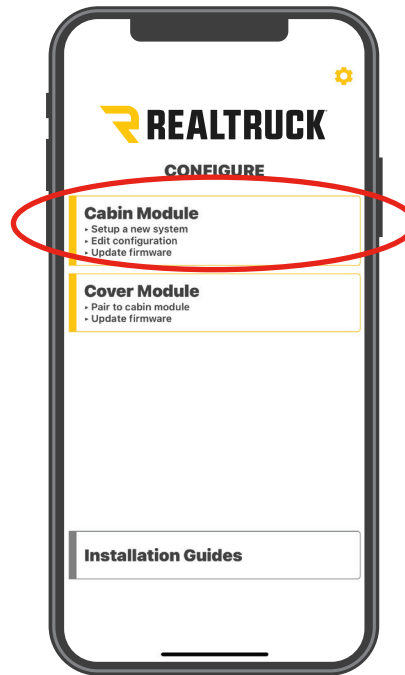 REALTRUCK
CONFIGURE
Cabin Module
▸ Setup a new system
▸ Edit configuration
▸ Update firmware
Cover Module
▸ Pair to cabin module
▸ Update firmware
Installation Guides